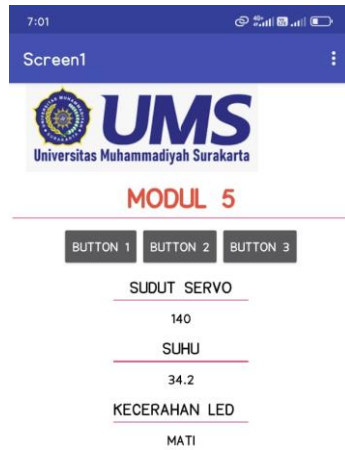 7:01
Screen1
UMS
Universitas Muhammadiyah Surakarta
MODUL 5
BUTTON 1 BUTTON 2 BUTTON 3
SUDUT SERVO
140
SUHU
34.2
KECERAHAN LED
MATI